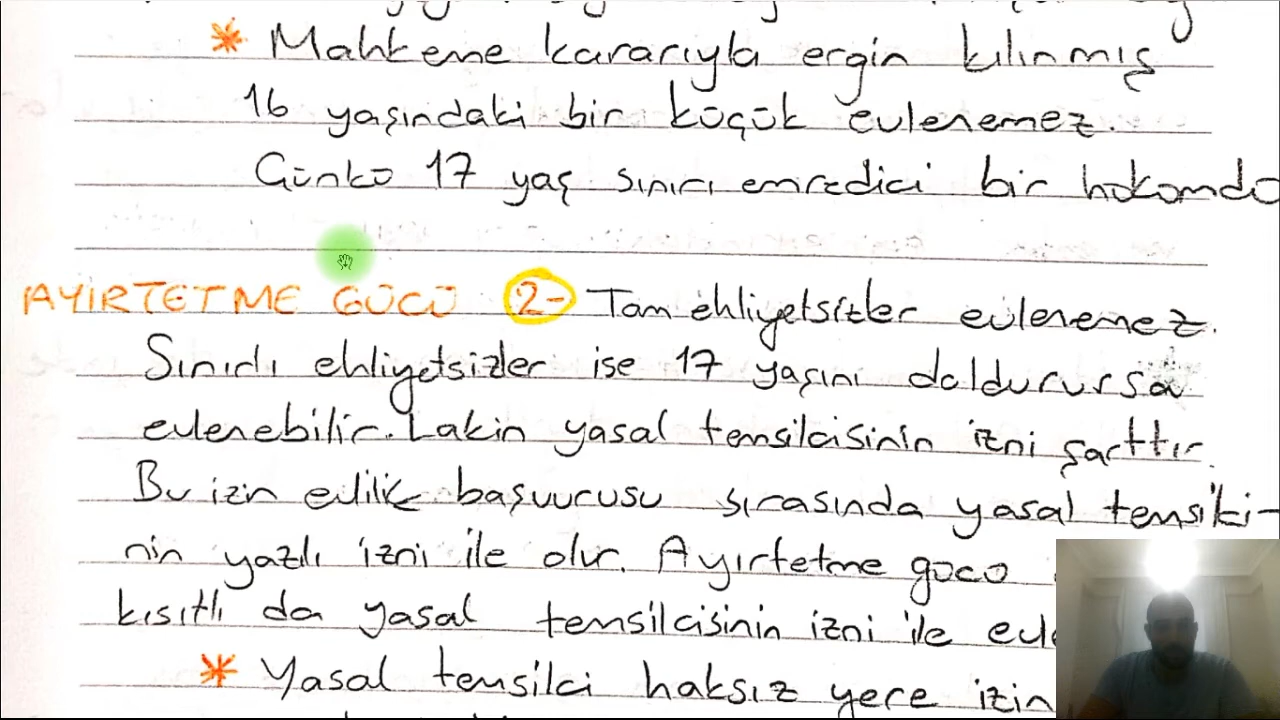 * Mahkeme kararıyla ergin kılınmış
16 yaşındaki bir küçük evlenemez.
Çünkü 17 yaş sınırı emredici bir hükümdü
AYIRTETME GÜCÜ 2- Tam ehliyetsizler evlenemez.
Sınırlı ehliyetsizler ise 17 yaşını doldurursa
evlenebilir. Lakin yasal temsilcisinin izni şarttır.
Bu izin evlilik başvurusu sırasında yasal temsilci-
nin yazılı izni ile olur. Ayırtetme gücü
kısıtlı da yasal temsilcisinin izni ile evle
* Yasal temsilci haksız yere izin